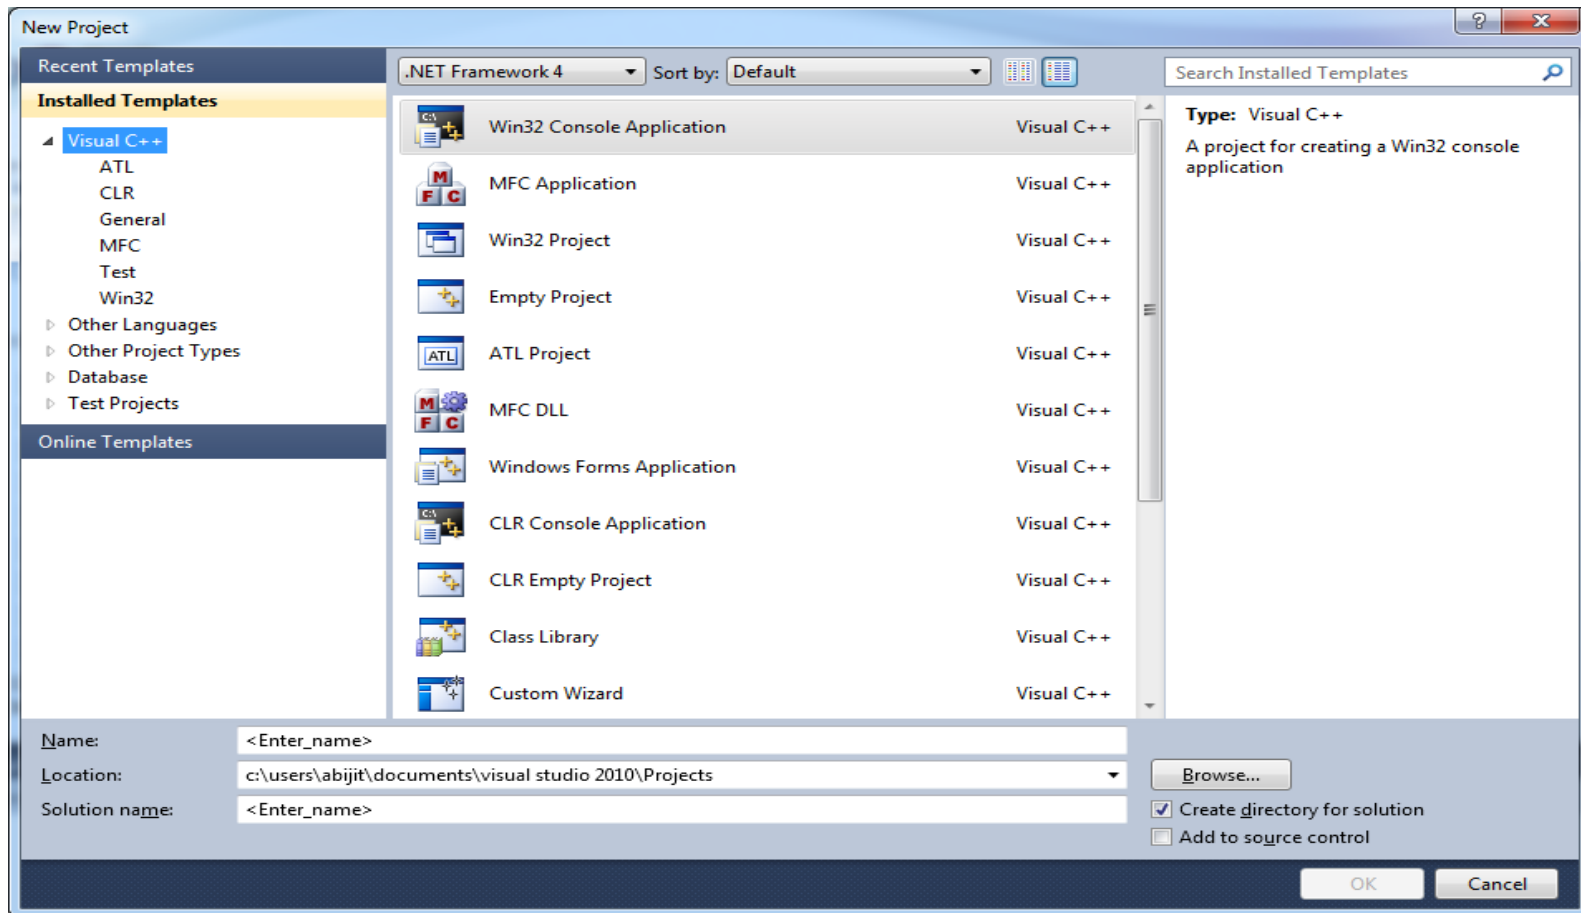 New Project
Recent Templates
Installed Templates
Visual C++
ATL
CLR
General
MFC
Test
Win32
Other Languages
Other Project Types
Database
Test Projects
Online Templates
.NET Framework 4
Sort by: Default
Win32 Console Application Visual C++
MFC Application Visual C++
Win32 Project Visual C++
Empty Project Visual C++
ATL Project Visual C++
MFC DLL Visual C++
Windows Forms Application Visual C++
CLR Console Application Visual C++
CLR Empty Project Visual C++
Class Library Visual C++
Custom Wizard Visual C++
Search Installed Templates
Type: Visual C++
A project for creating a Win32 console
application
Name: <Enter_name>
Location: c:\users\abijit\documents\visual studio 2010\Projects
Browse...
Solution name: <Enter_name>
Create directory for solution
Add to source control
OK Cancel